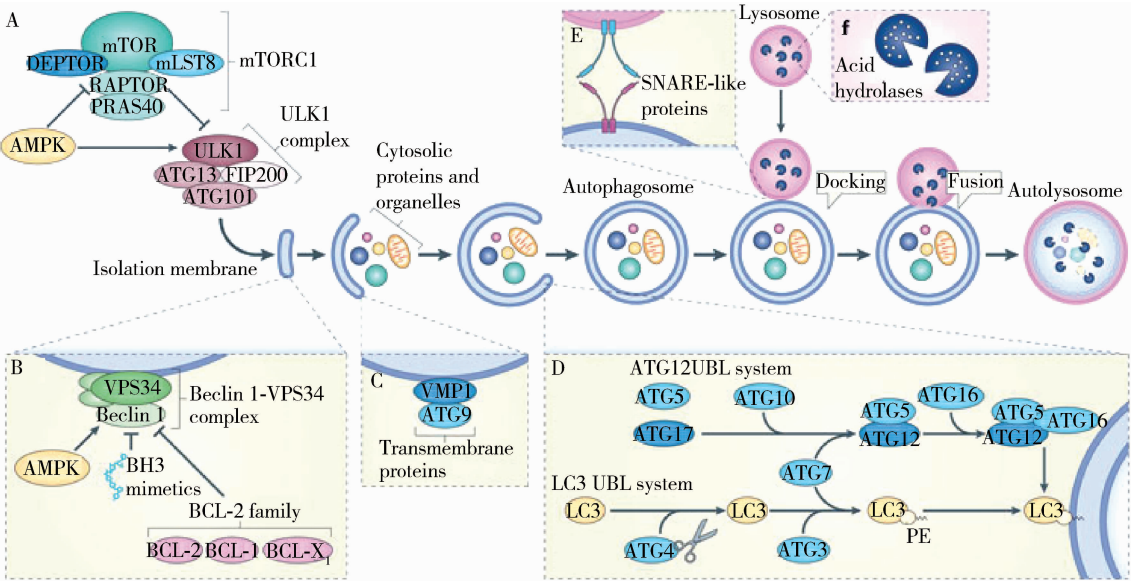 A
mTOR
DEPTOR
mLST8
mTORC1
RAPTOR
PRAS40
AMPK
ULK1
complex
ULK1
ATG13
FIP200
ATG101
Isolation membrane
Cytosolic
proteins and
organelles
Autophagosome
E
SNARE-like
proteins
Lysosome
f
Acid
hydrolases
Docking
Fusion
Autolysosome
B
VPS34
Beclin 1
Beclin 1-VPS34
complex
AMPK
BH3
mimetics
BCL-2 family
BCL-2
BCL-1
BCL-X
I
C
VMP1
ATG9
Transmembrane
proteins
D
ATG12UBL system
ATG5
ATG10
ATG16
ATG17
ATG5
ATG12
ATG5
ATG12
ATG16
ATG7
LC3 UBL system
LC3
LC3
LC3
PE
LC3
ATG4
ATG3